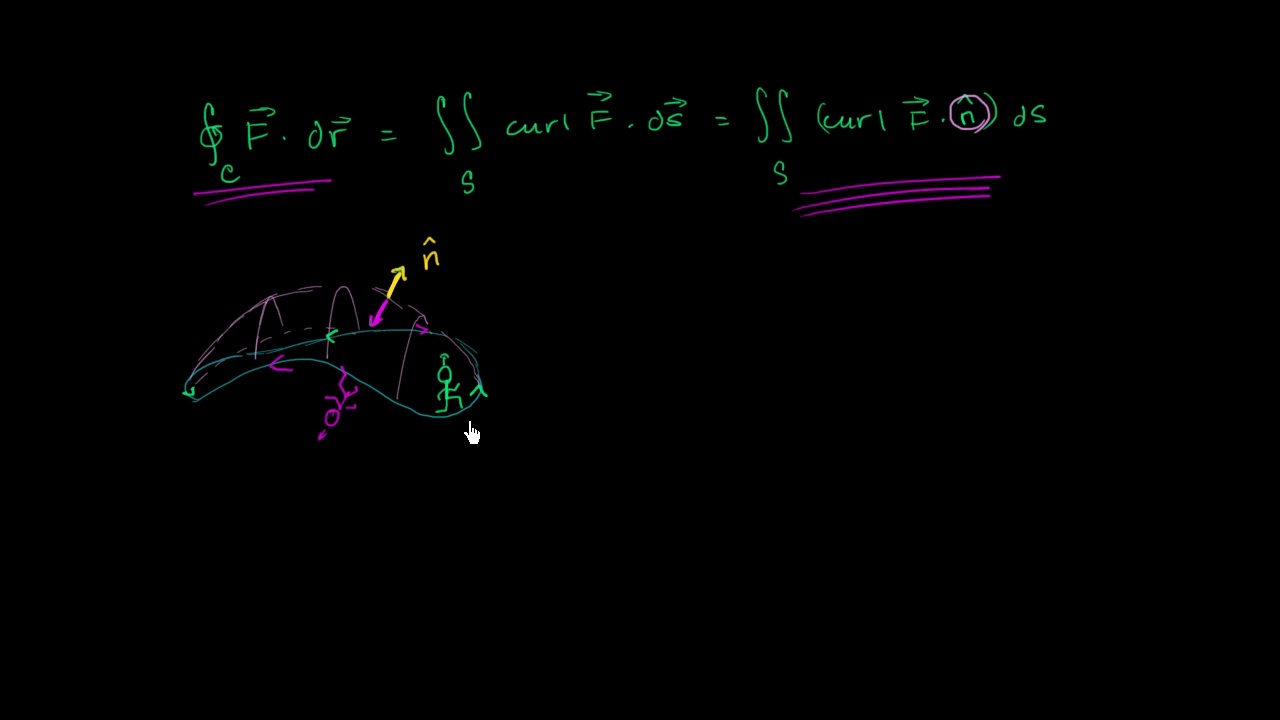 ∮_C F⃗ · dr⃗ = ∬_S curl F⃗ · ds⃗ = ∬_S (curl F⃗ · n̂) ds
n̂